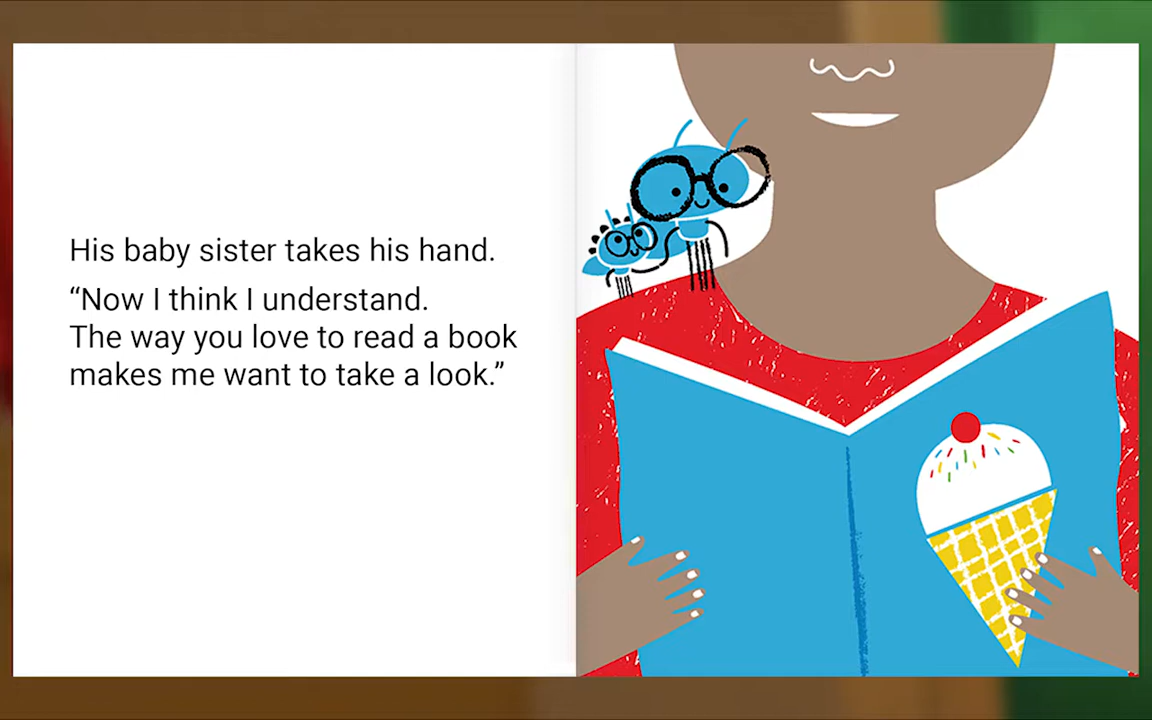 His baby sister takes his hand.
“Now I think I understand.
The way you love to read a book
makes me want to take a look.”